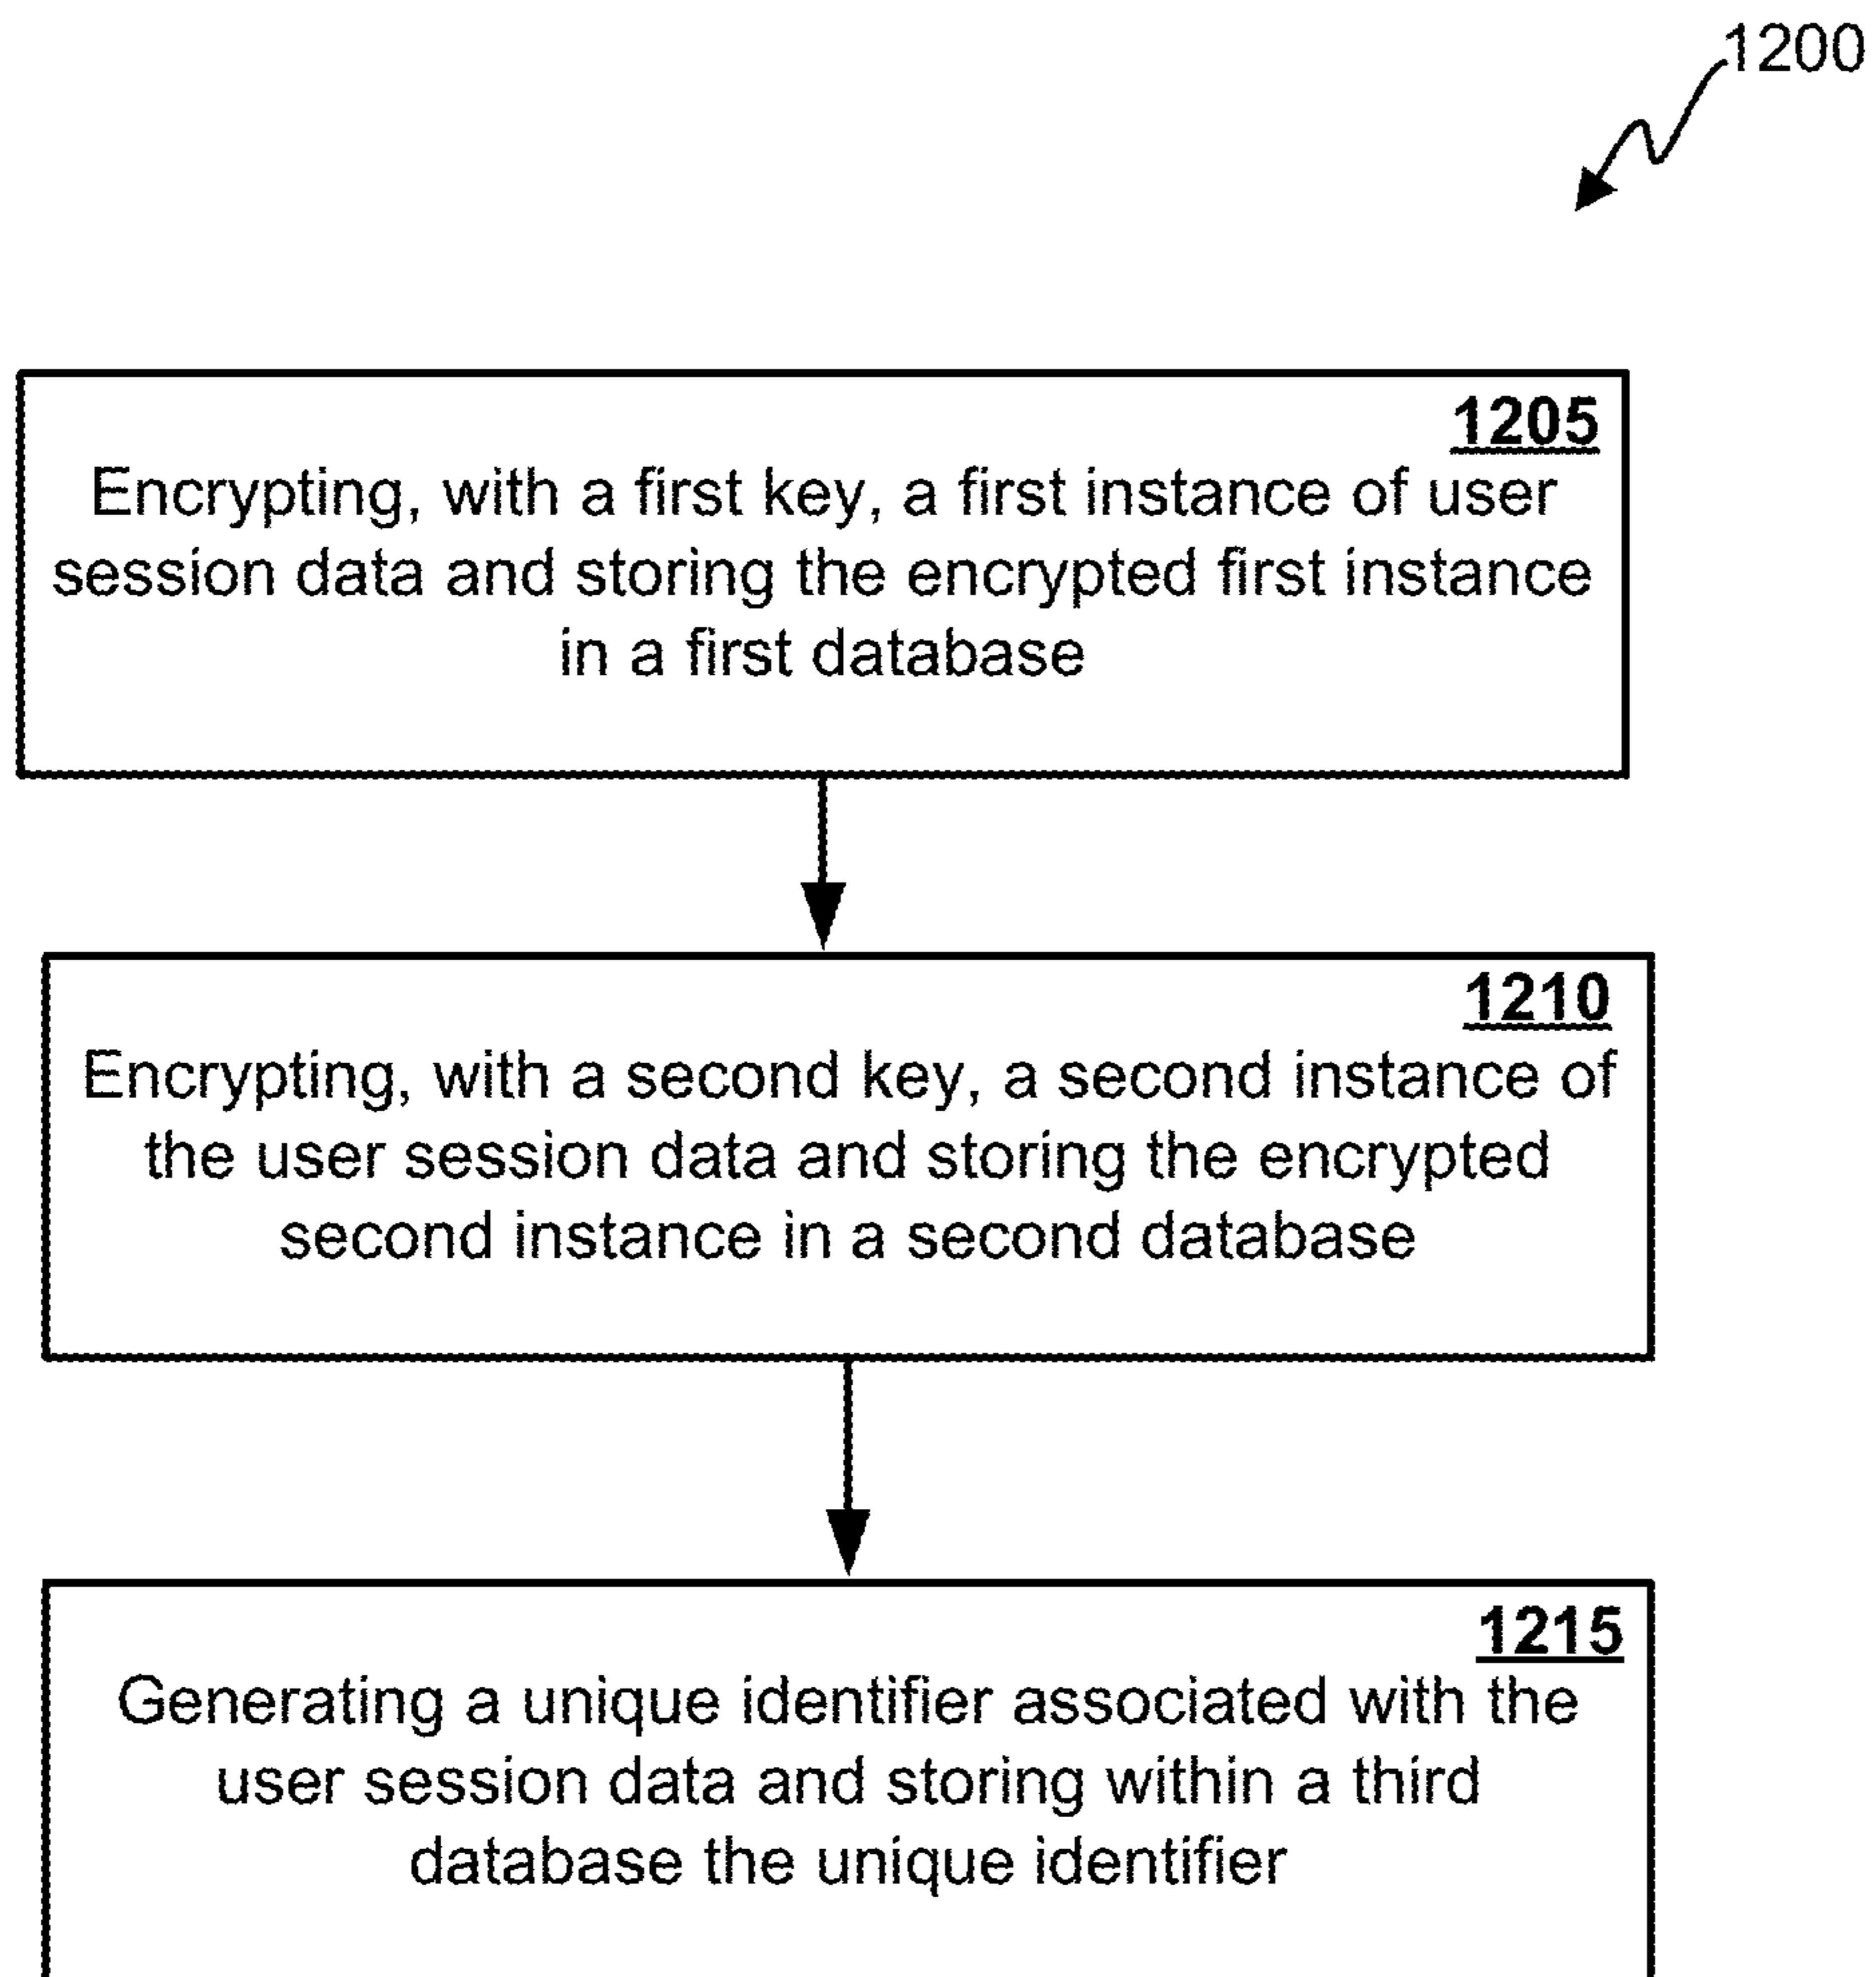 1200
1205
Encrypting, with a first key, a first instance of user
session data and storing the encrypted first instance
in a first database
1210
Encrypting, with a second key, a second instance of
the user session data and storing the encrypted
second instance in a second database
1215
Generating a unique identifier associated with the
user session data and storing within a third
database the unique identifier